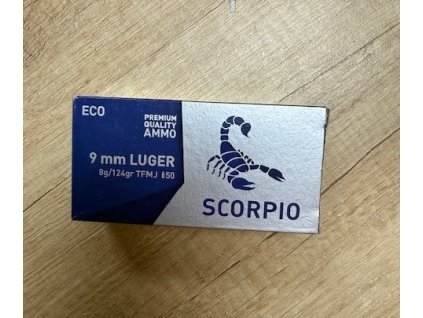 ECO
PREMIUM
QUALITY
AMMO
9 mm LUGER
8g/124gr TFMJ 50
SCORPIO